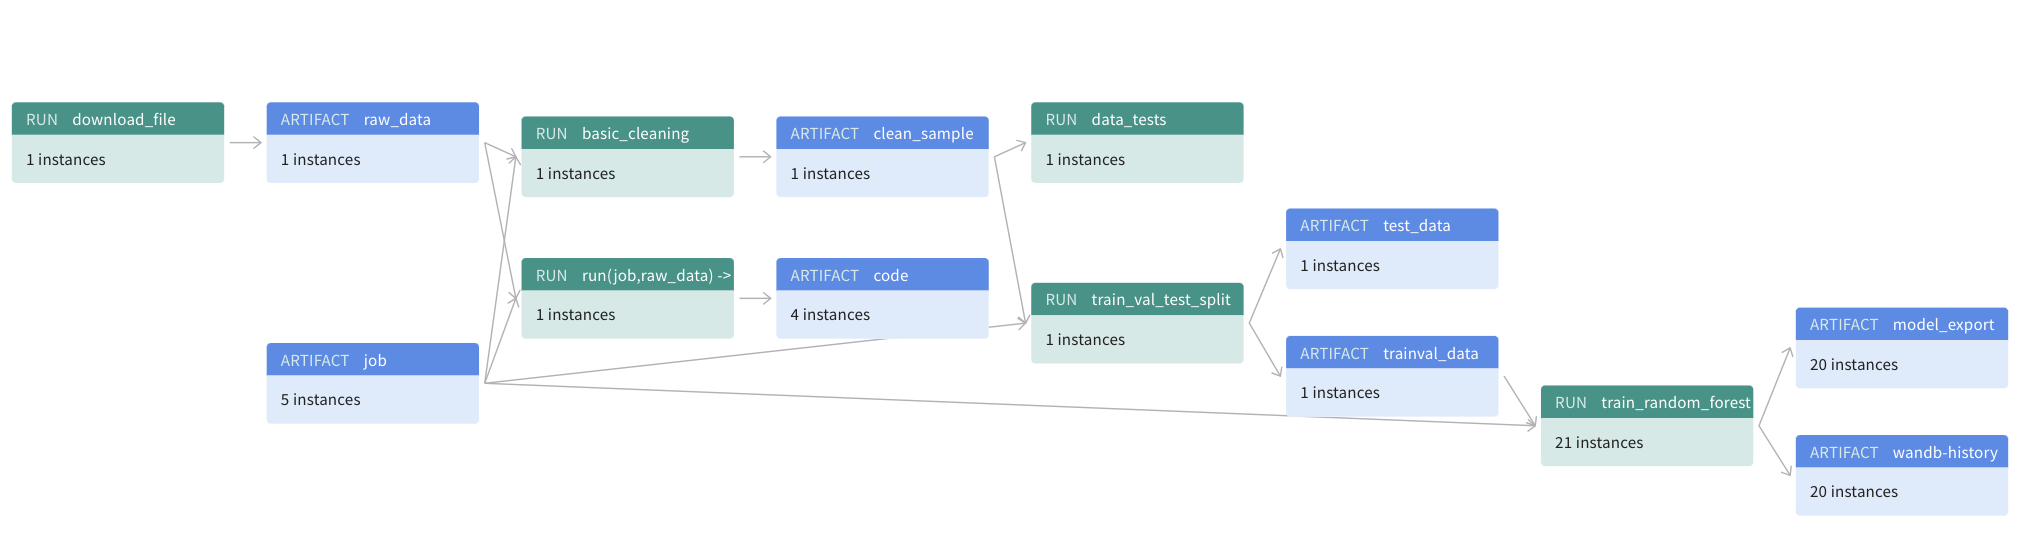 RUN download_file
1 instances
ARTIFACT raw_data
1 instances
ARTIFACT job
5 instances
RUN basic_cleaning
1 instances
RUN run(job,raw_data) ->
1 instances
ARTIFACT clean_sample
1 instances
ARTIFACT code
4 instances
RUN data_tests
1 instances
RUN train_val_test_split
1 instances
ARTIFACT test_data
1 instances
ARTIFACT trainval_data
1 instances
RUN train_random_forest
21 instances
ARTIFACT model_export
20 instances
ARTIFACT wandb-history
20 instances